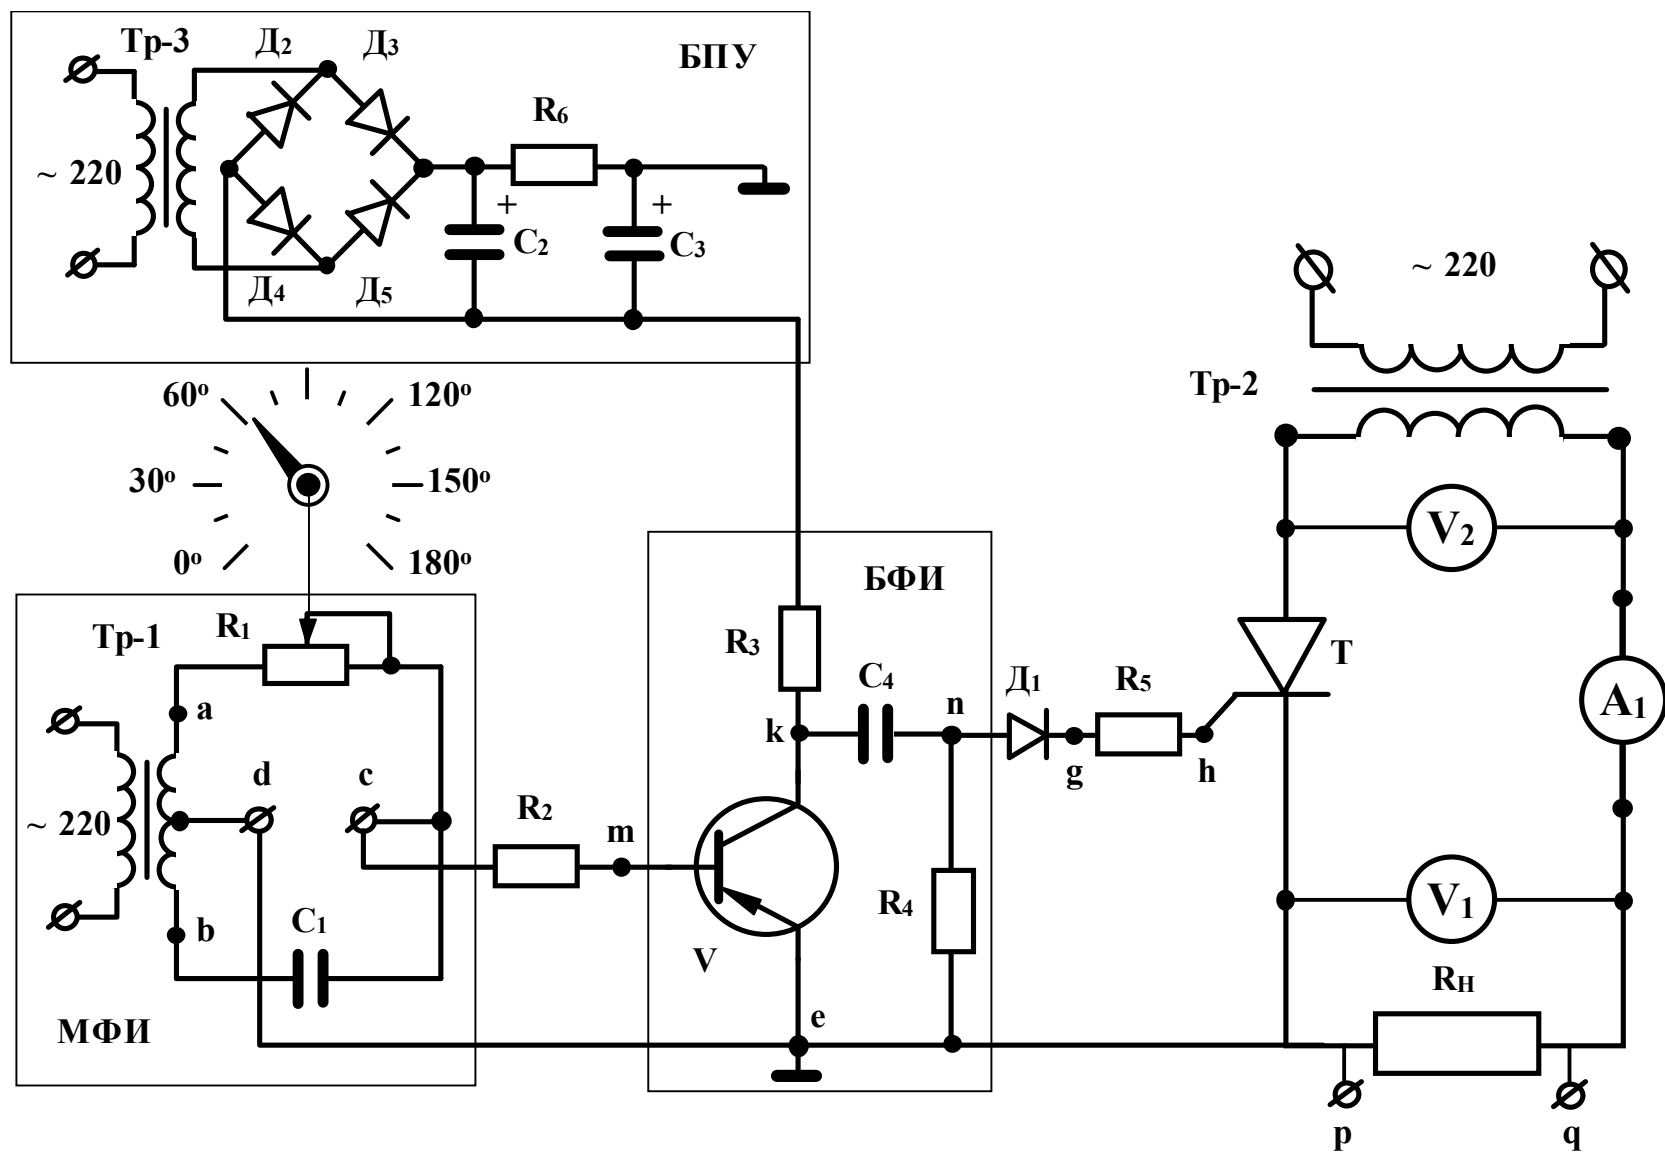 Тр-3
Д2
Д3
БПУ
R6
~ 220
+
+
C2
C3
Д4
Д5
~ 220
Тр-2
60º
120º
30º
150º
0º
180º
V2
БФИ
Тр-1
R1
R3
T
C4
Д1
R5
A1
a
n
k
d
c
g
h
~ 220
R2
m
b
C1
R4
V1
V
RН
e
МФИ
p
q